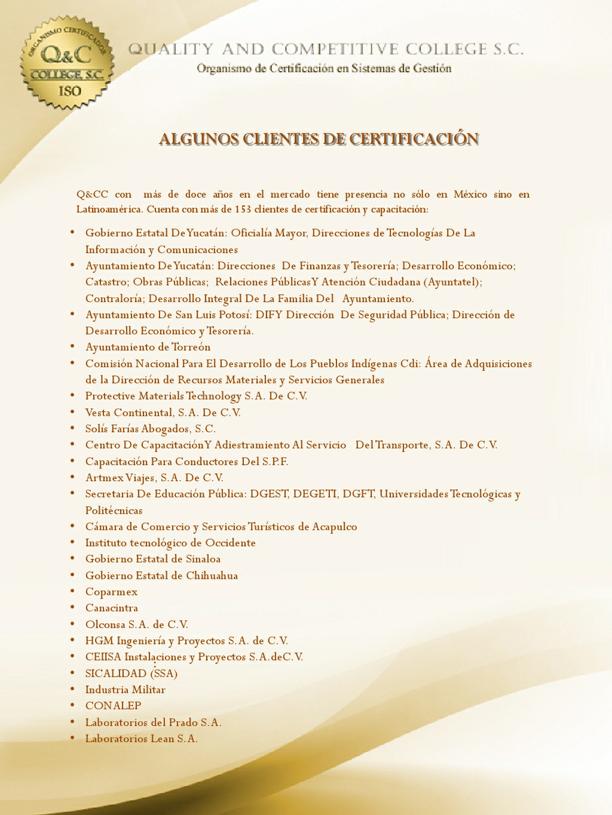 ORGANISMO CERTIFICADOR
Q&C
COLLEGE, S.C.
ISO
QUALITY AND COMPETITIVE COLLEGE S.C.
Organismo de Certificación en Sistemas de Gestión
ALGUNOS CLIENTES DE CERTIFICACIÓN
Q&CC con más de doce años en el mercado tiene presencia no sólo en México sino en
Latinoamérica. Cuenta con más de 153 clientes de certificación y capacitación:
• Gobierno Estatal De Yucatán: Oficialía Mayor, Direcciones de Tecnologías De La
Información y Comunicaciones
• Ayuntamiento De Yucatán: Direcciones De Finanzas y Tesorería; Desarrollo Económico;
Catastro; Obras Públicas; Relaciones Públicas Y Atención Ciudadana (Ayuntatel);
Contraloría; Desarrollo Integral De La Familia Del Ayuntamiento.
• Ayuntamiento De San Luis Potosí: DIF Y Dirección De Seguridad Pública; Dirección de
Desarrollo Económico y Tesorería.
• Ayuntamiento de Torreón
• Comisión Nacional Para El Desarrollo de Los Pueblos Indígenas Cdi: Área de Adquisiciones
de la Dirección de Recursos Materiales y Servicios Generales
• Protective Materials Technology S.A. De C.V.
• Vesta Continental, S.A. De C.V.
• Solís Farías Abogados, S.C.
• Centro De Capacitación Y Adiestramiento Al Servicio Del Transporte, S.A. De C.V.
• Capacitación Para Conductores Del S.P.F.
• Artmex Viajes, S.A. De C.V.
• Secretaria De Educación Pública: DGEST, DEGETI, DGFT, Universidades Tecnológicas y
Politécnicas
• Cámara de Comercio y Servicios Turísticos de Acapulco
• Instituto tecnológico de Occidente
• Gobierno Estatal de Sinaloa
• Gobierno Estatal de Chihuahua
• Coparmex
• Canacintra
• Olconsa S.A. de C.V.
• HGM Ingeniería y Proyectos S.A. de C.V.
• CEIISA Instalaciones y Proyectos S.A.deC.V.
• SICALIDAD (SSA)
• Industria Militar
• CONALEP
• Laboratorios del Prado S.A.
• Laboratorios Lean S.A.